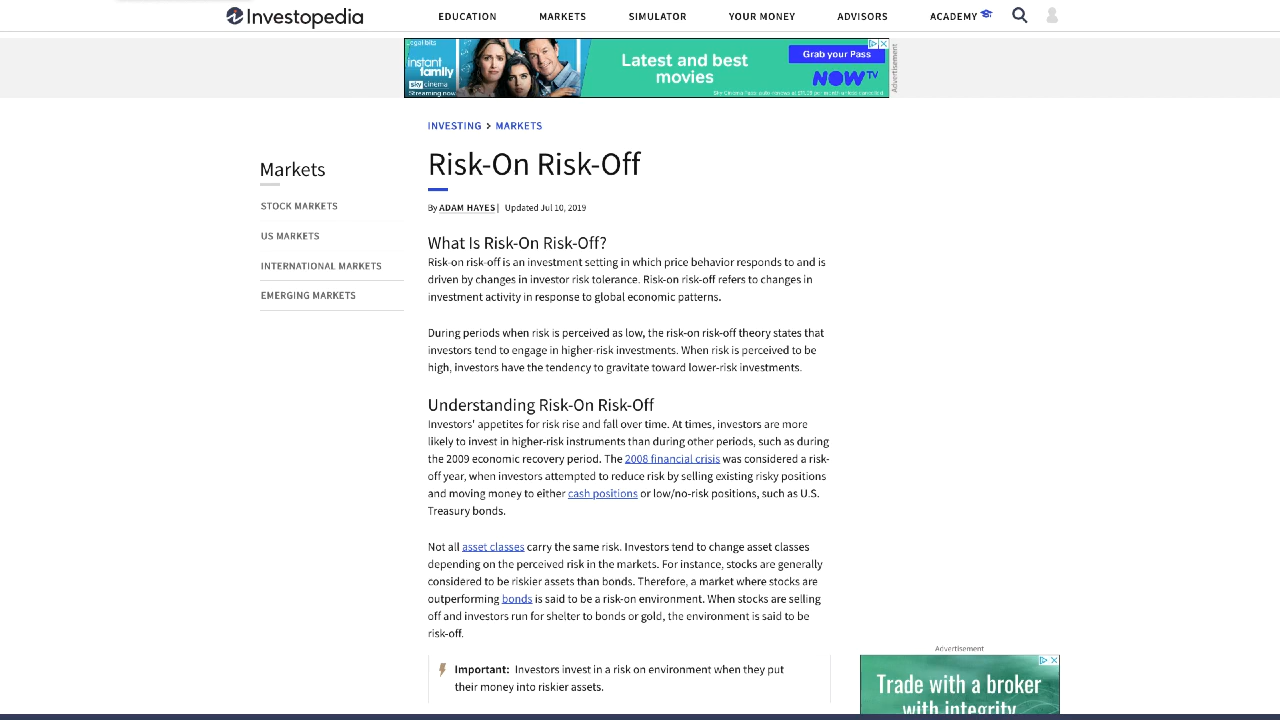 Investopedia
EDUCATION MARKETS SIMULATOR YOUR MONEY ADVISORS ACADEMY
Legal bits
instant
family
sky cinema
Streaming now
Latest and best
movies
Grab your Pass
NOW TV
Advertisement
INVESTING > MARKETS
Markets
STOCK MARKETS
US MARKETS
INTERNATIONAL MARKETS
EMERGING MARKETS
Risk-On Risk-Off
By ADAM HAYES | Updated Jul 10, 2019
What Is Risk-On Risk-Off?
Risk-on risk-off is an investment setting in which price behavior responds to and is
driven by changes in investor risk tolerance. Risk-on risk-off refers to changes in
investment activity in response to global economic patterns.
During periods when risk is perceived as low, the risk-on risk-off theory states that
investors tend to engage in higher-risk investments. When risk is perceived to be
high, investors have the tendency to gravitate toward lower-risk investments.
Understanding Risk-On Risk-Off
Investors' appetites for risk rise and fall over time. At times, investors are more
likely to invest in higher-risk instruments than during other periods, such as during
the 2009 economic recovery period. The 2008 financial crisis was considered a risk-
off year, when investors attempted to reduce risk by selling existing risky positions
and moving money to either cash positions or low/no-risk positions, such as U.S.
Treasury bonds.
Not all asset classes carry the same risk. Investors tend to change asset classes
depending on the perceived risk in the markets. For instance, stocks are generally
considered to be riskier assets than bonds. Therefore, a market where stocks are
outperforming bonds is said to be a risk-on environment. When stocks are selling
off and investors run for shelter to bonds or gold, the environment is said to be
risk-off.
Important: Investors invest in a risk on environment when they put
their money into riskier assets.
Advertisement
Trade with a broker
with integrity